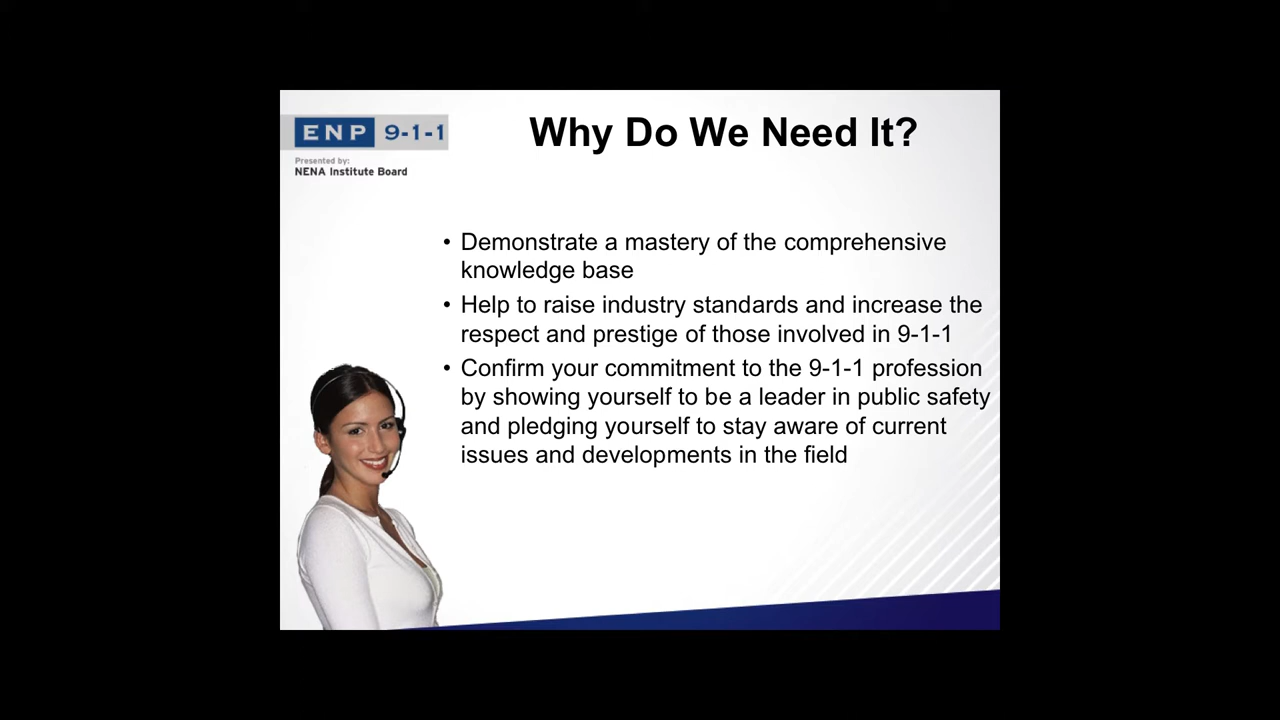 ENP 9-1-1
Presented by:
NENA Institute Board
Why Do We Need It?
• Demonstrate a mastery of the comprehensive
knowledge base
• Help to raise industry standards and increase the
respect and prestige of those involved in 9-1-1
• Confirm your commitment to the 9-1-1 profession
by showing yourself to be a leader in public safety
and pledging yourself to stay aware of current
issues and developments in the field